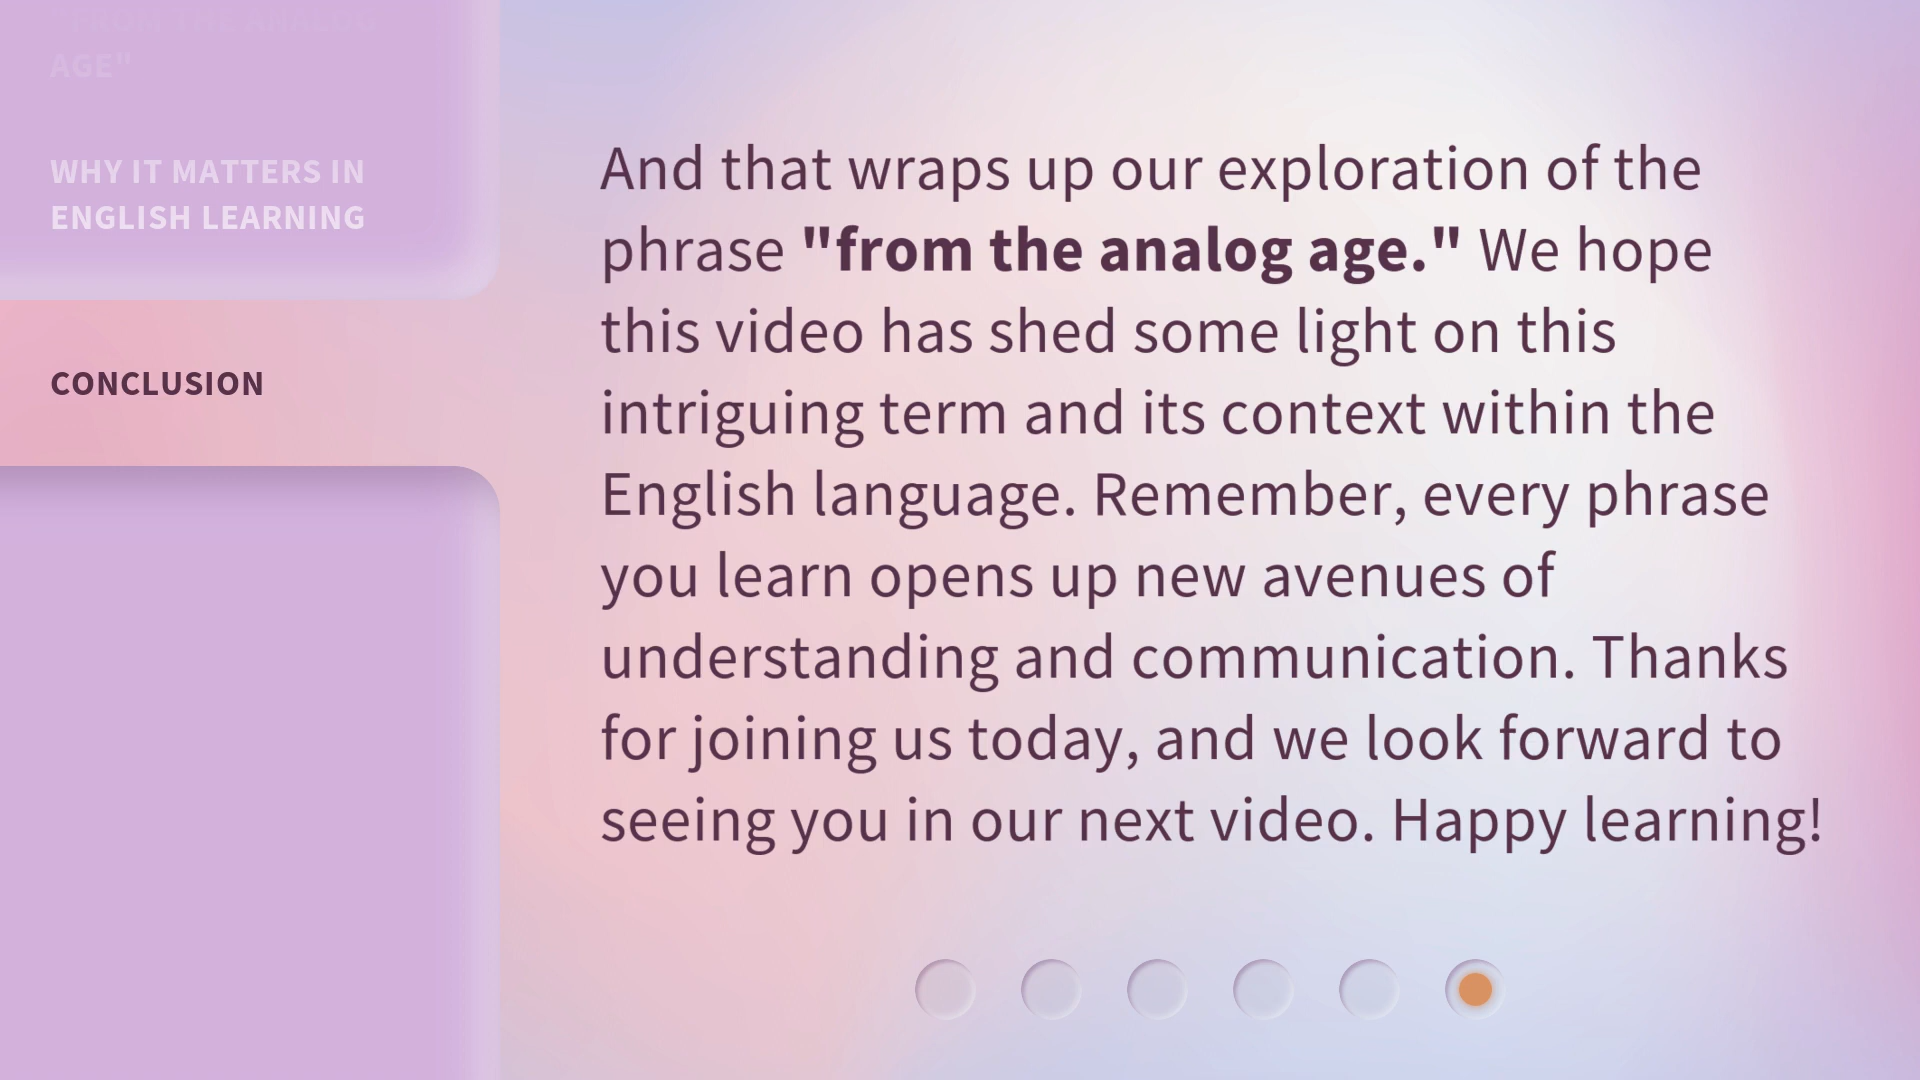 "FROM THE ANALOG
AGE"
WHY IT MATTERS IN
ENGLISH LEARNING
CONCLUSION
And that wraps up our exploration of the
phrase "from the analog age." We hope
this video has shed some light on this
intriguing term and its context within the
English language. Remember, every phrase
you learn opens up new avenues of
understanding and communication. Thanks
for joining us today, and we look forward to
seeing you in our next video. Happy learning!